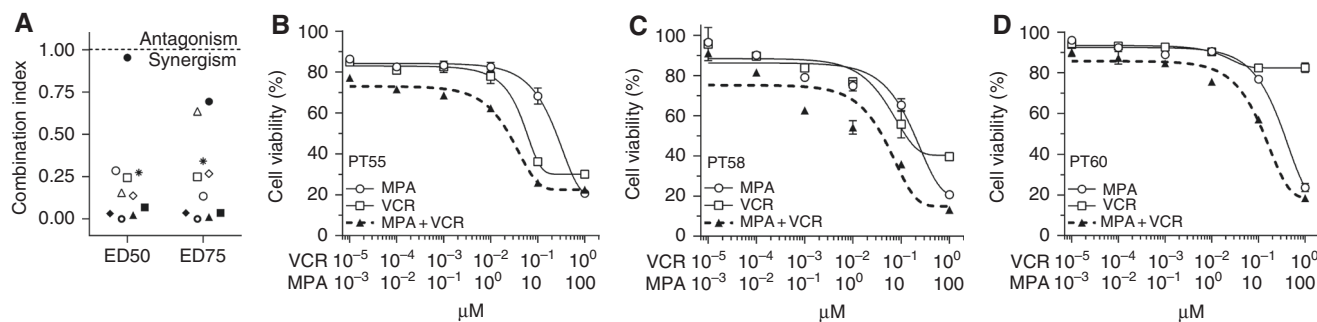 A
Combination index
1.00
0.75
0.50
0.25
0.00
Antagonism
Synergism
ED50 ED75
B
Cell viability (%)
100
80
60
40
20
0
PT55
MPA
VCR
MPA + VCR
VCR 10⁻⁵ 10⁻⁴ 10⁻³ 10⁻² 10⁻¹ 10⁰
MPA 10⁻³ 10⁻² 10⁻¹ 10⁰ 10 100
μM
C
Cell viability (%)
100
80
60
40
20
0
PT58
MPA
VCR
MPA + VCR
VCR 10⁻⁵ 10⁻⁴ 10⁻³ 10⁻² 10⁻¹ 10⁰
MPA 10⁻³ 10⁻² 10⁻¹ 10⁰ 10 100
μM
D
Cell viability (%)
100
80
60
40
20
0
PT60
MPA
VCR
MPA + VCR
VCR 10⁻⁵ 10⁻⁴ 10⁻³ 10⁻² 10⁻¹ 10⁰
MPA 10⁻³ 10⁻² 10⁻¹ 10⁰ 10 100
μM